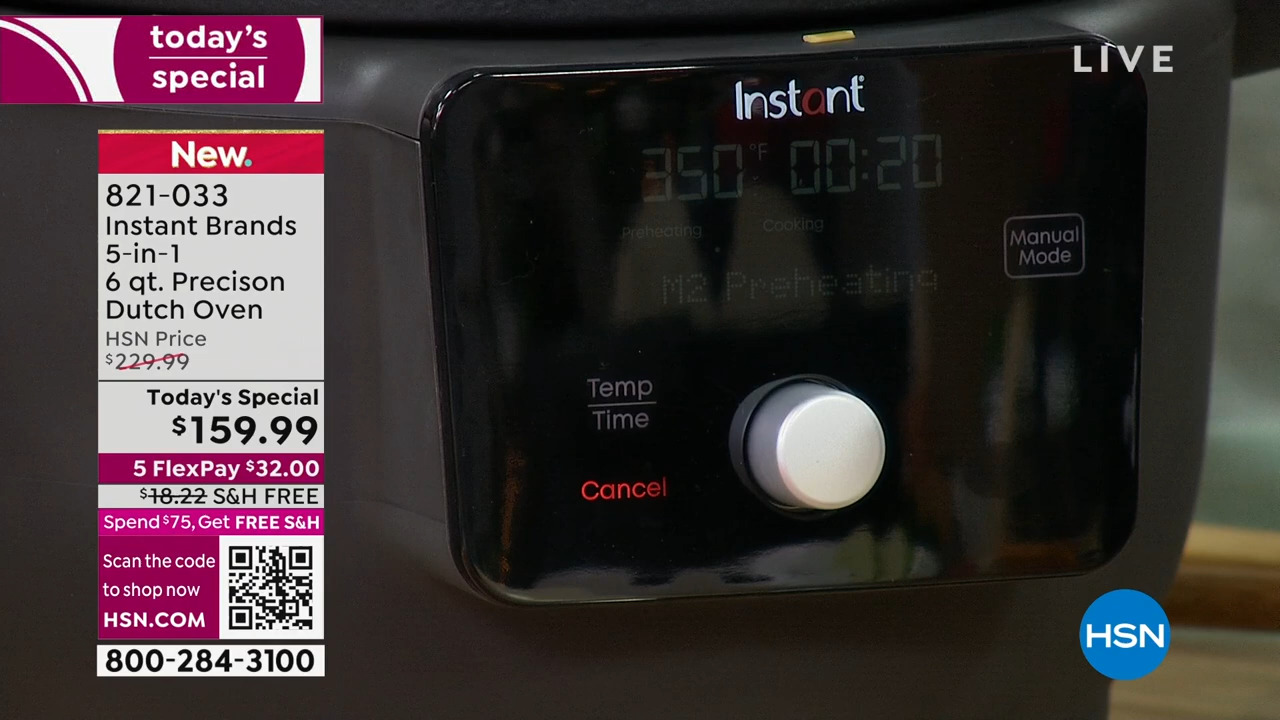 today's
special
New.
821-033
Instant Brands
5-in-1
6 qt. Precison
Dutch Oven
HSN Price
$229.99
Today's Special
$159.99
5 FlexPay $32.00
$18.22 S&H FREE
Spend $75, Get FREE S&H
Scan the code
to shop now
HSN.COM
800-284-3100
LIVE
Instant
350°F 00:20
Preheating Cooking
M2 Preheating
Manual
Mode
Temp
Time
Cancel
HSN